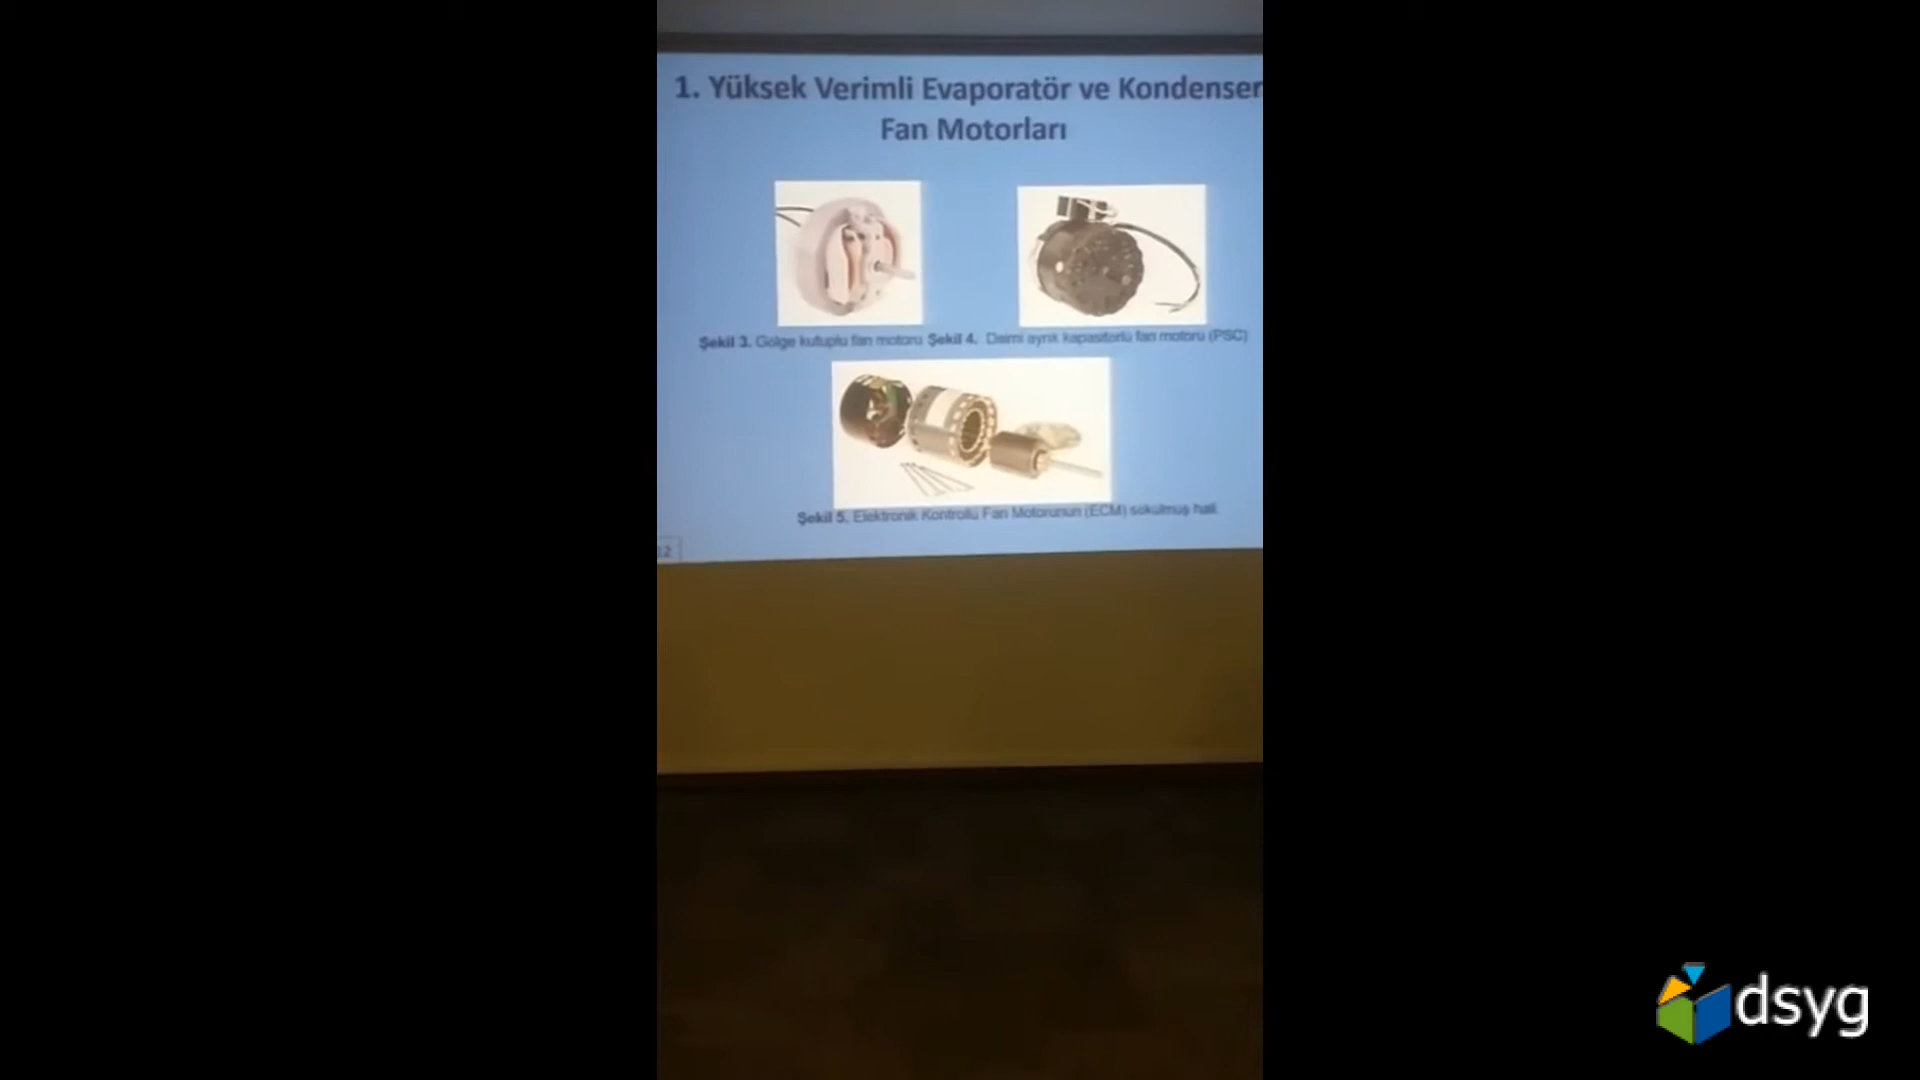 1. Yüksek Verimli Evaporatör ve Kondenser
Fan Motorları
Şekil 3. Gölge kutuplu fan motoru Şekil 4. Daimi ayrık kapasitörlü fan motoru (PSC)
Şekil 5. Elektronik Kontrollü Fan Motorunun (ECM) sökülmüş hali.
12
dsyg